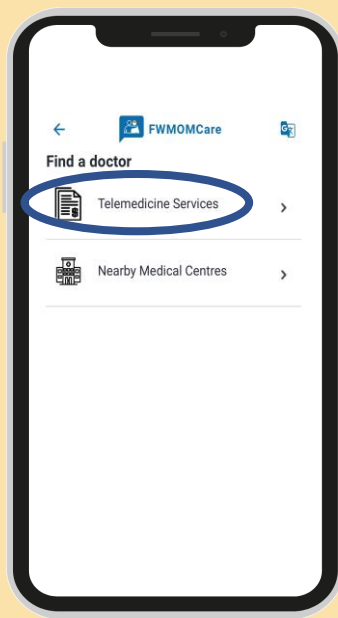 FWMOMCare
Find a doctor
Telemedicine Services
Nearby Medical Centres